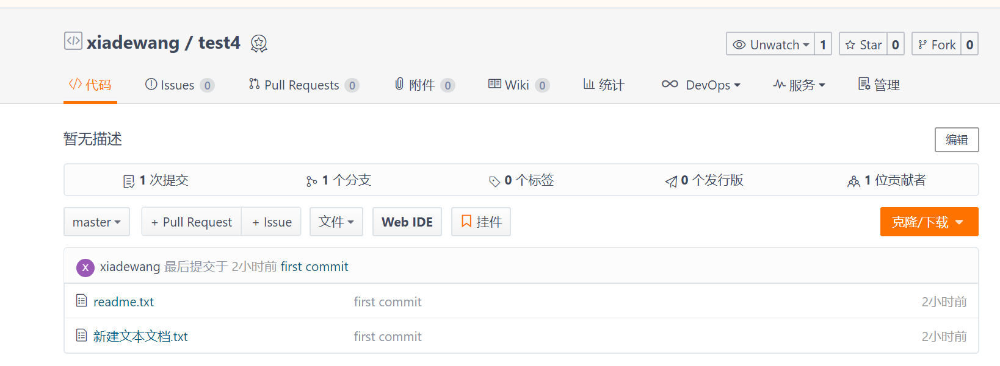 xiadewang / test4
Unwatch 1 Star 0 Fork 0
代码 Issues 0 Pull Requests 0 附件 0 Wiki 0 统计 DevOps 服务 管理
暂无描述 编辑
1 次提交 1 个分支 0 个标签 0 个发行版 1 位贡献者
master + Pull Request + Issue 文件 Web IDE 挂件 克隆/下载
X xiadewang 最后提交于 2小时前 first commit
readme.txt first commit 2小时前
新建文本文档.txt first commit 2小时前